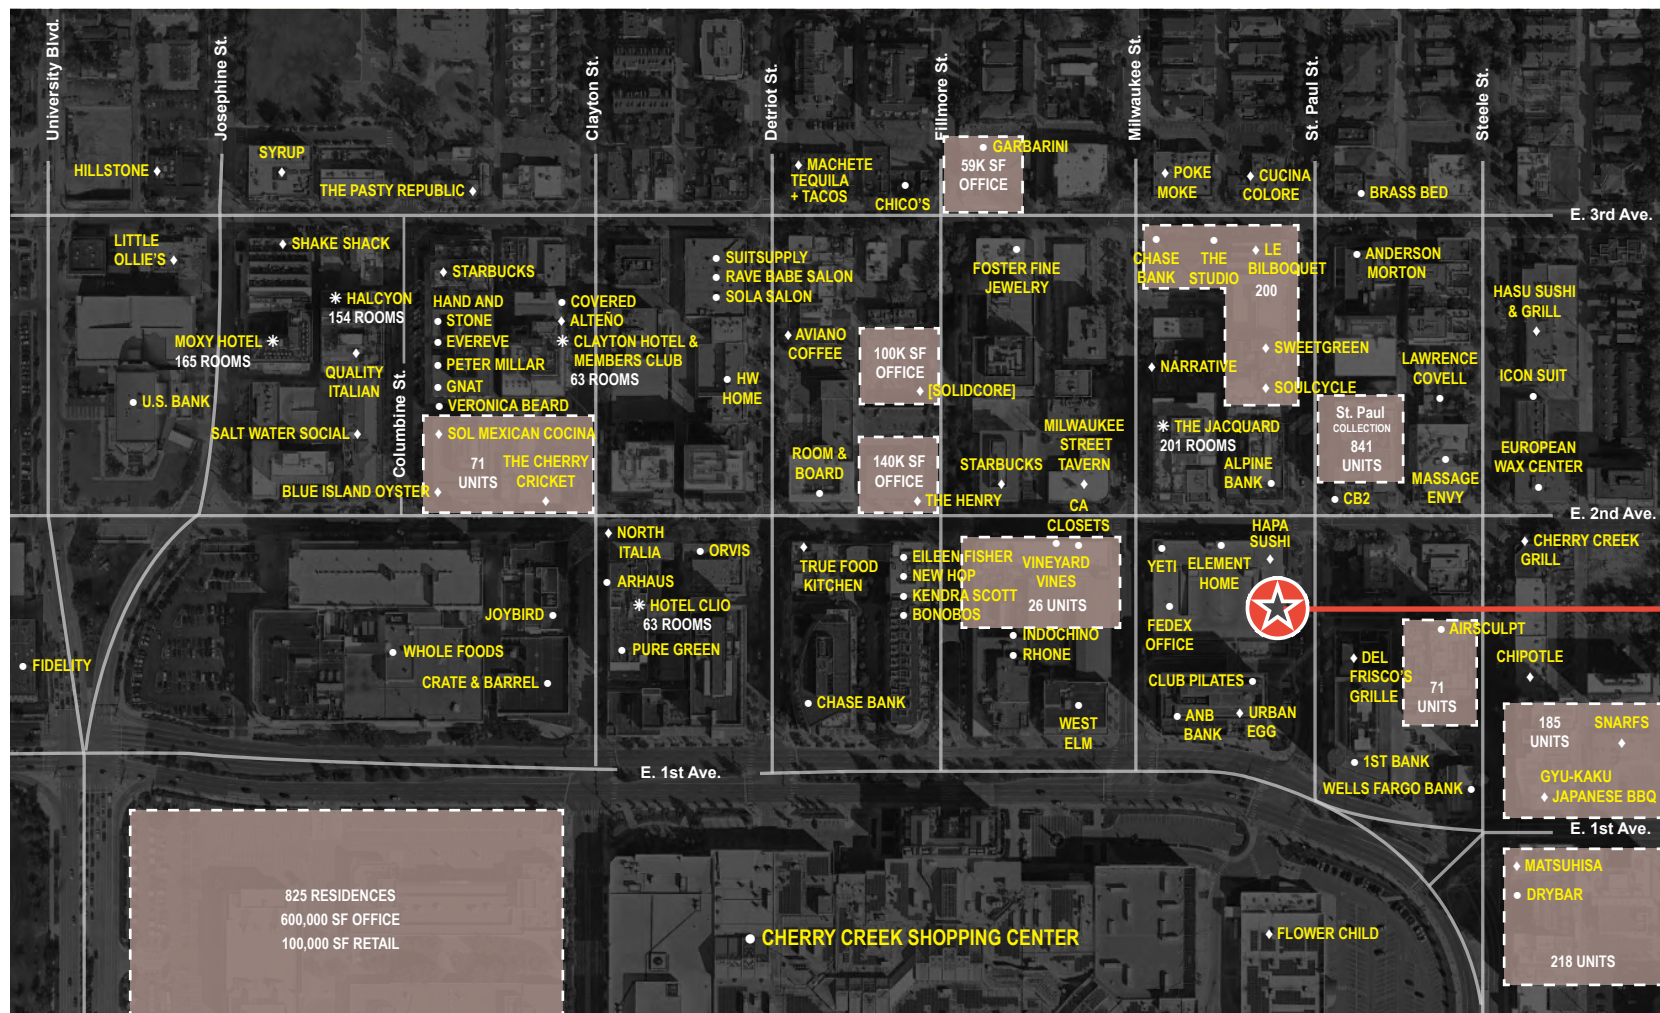 University Blvd.
Josephine St.
Clayton St.
Detriot St.
Fillmore St.
Milwaukee St.
St. Paul St.
Steele St.
HILLSTONE
SYRUP
THE PASTY REPUBLIC
MACHETE
TEQUILA
+ TACOS
CHICO'S
GARBARINI
59K SF
OFFICE
POKE
MOKE
CUCINA
COLORE
BRASS BED
E. 3rd Ave.
LITTLE
OLLIE'S
SHAKE SHACK
STARBUCKS
HALCYON
154 ROOMS
MOXY HOTEL
165 ROOMS
QUALITY
ITALIAN
U.S. BANK
SALT WATER SOCIAL
Columbine St.
HAND AND
STONE
EVEREVE
PETER MILLAR
GNAT
VERONICA BEARD
SOL MEXICAN COCINA
71
UNITS
THE CHERRY
CRICKET
BLUE ISLAND OYSTER
COVERED
ALTEÑO
CLAYTON HOTEL &
MEMBERS CLUB
63 ROOMS
SUITSUPPLY
RAVE BABE SALON
SOLA SALON
HW
HOME
AVIANO
COFFEE
100K SF
OFFICE
[SOLIDCORE]
ROOM &
BOARD
140K SF
OFFICE
THE HENRY
FOSTER FINE
JEWELRY
STARBUCKS
MILWAUKEE
STREET
TAVERN
CA
CLOSETS
CHASE
BANK
THE
STUDIO
LE
BILBOQUET
200
SWEETGREEN
SOULCYCLE
NARRATIVE
THE JACQUARD
201 ROOMS
ALPINE
BANK
ANDERSON
MORTON
St. Paul
COLLECTION
841
UNITS
CB2
LAWRENCE
COVELL
MASSAGE
ENVY
HASU SUSHI
& GRILL
ICON SUIT
EUROPEAN
WAX CENTER
E. 2nd Ave.
FIDELITY
WHOLE FOODS
JOYBIRD
CRATE & BARREL
NORTH
ITALIA
ORVIS
ARHAUS
HOTEL CLIO
63 ROOMS
PURE GREEN
TRUE FOOD
KITCHEN
EILEEN FISHER
NEW HOP
KENDRA SCOTT
BONOBOS
CHASE BANK
VINEYARD
VINES
26 UNITS
INDOCHINO
RHONE
WEST
ELM
YETI
ELEMENT
HOME
HAPA
SUSHI
FEDEX
OFFICE
CLUB PILATES
ANB
BANK
URBAN
EGG
CHERRY CREEK
GRILL
AIRSCULPT
DEL
FRISCO'S
GRILLE
71
UNITS
CHIPOTLE
185
UNITS
SNARFS
GYU-KAKU
JAPANESE BBQ
1ST BANK
WELLS FARGO BANK
E. 1st Ave.
E. 1st Ave.
825 RESIDENCES
600,000 SF OFFICE
100,000 SF RETAIL
CHERRY CREEK SHOPPING CENTER
FLOWER CHILD
MATSUHISA
DRYBAR
218 UNITS